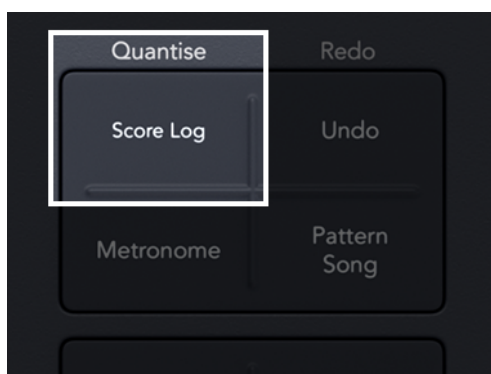 Quantise
Redo
Score Log
Undo
Metronome
Pattern
Song